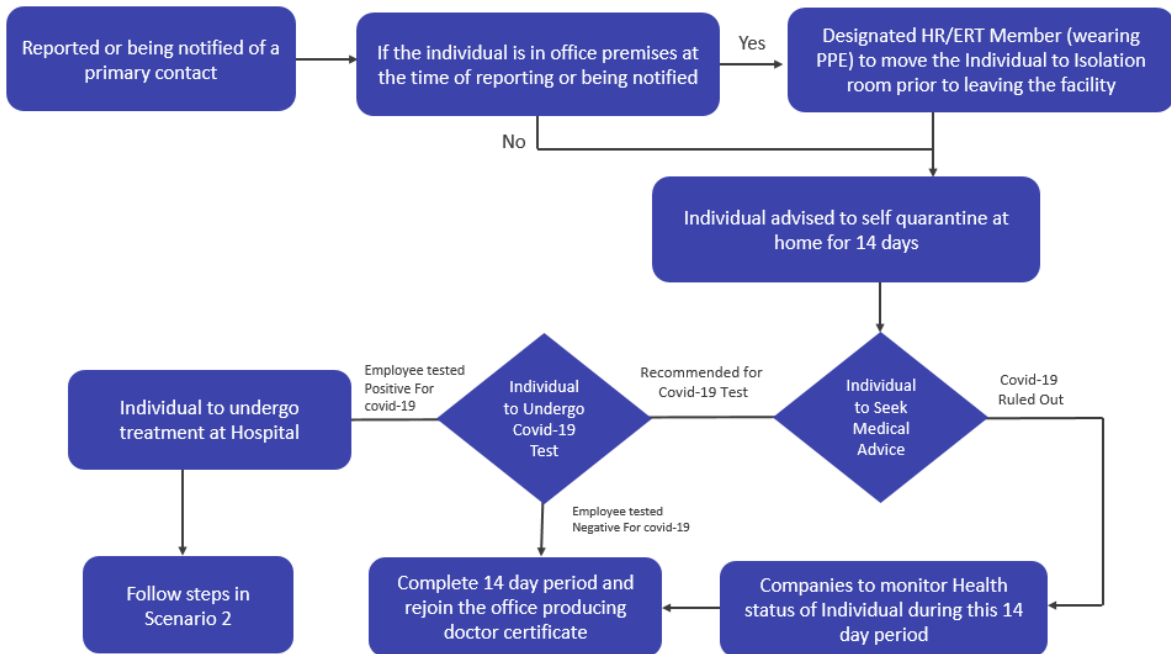 Reported or being notified of a
primary contact
If the individual is in office premises at
the time of reporting or being notified
Yes
Designated HR/ERT Member (wearing
PPE) to move the Individual to Isolation
room prior to leaving the facility
No
Individual advised to self quarantine at
home for 14 days
Individual
to Seek
Medical
Advice
Covid-19
Ruled Out
Recommended for
Covid-19 Test
Individual
to Undergo
Covid-19
Test
Employee tested
Positive For
covid-19
Individual to undergo
treatment at Hospital
Follow steps in
Scenario 2
Employee tested
Negative For covid-19
Complete 14 day period and
rejoin the office producing
doctor certificate
Companies to monitor Health
status of Individual during this 14
day period